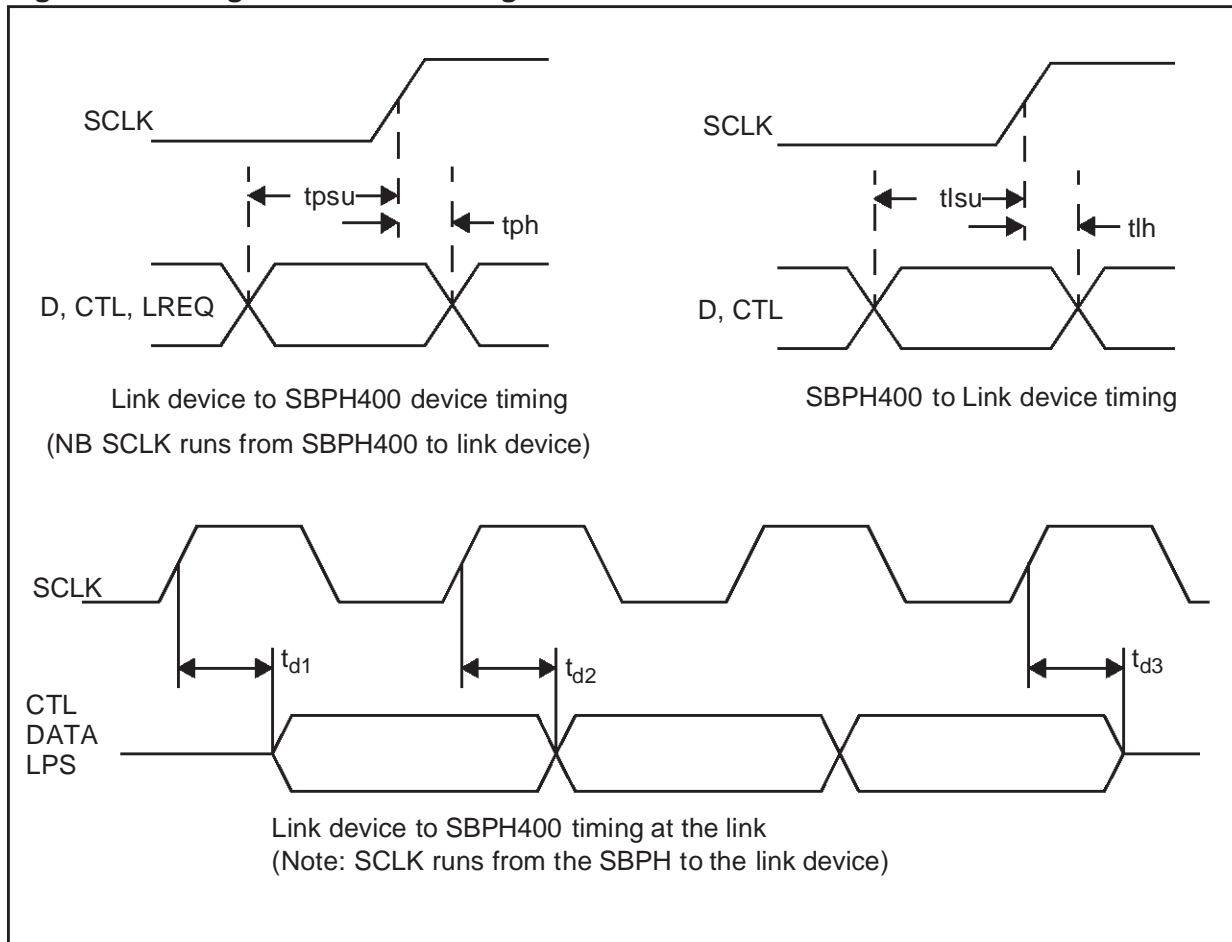 SCLK
tpsu
tph
D, CTL, LREQ
Link device to SBPH400 device timing
(NB SCLK runs from SBPH400 to link device)
SCLK
tlsu
tlh
D, CTL
SBPH400 to Link device timing
SCLK
td1
td2
td3
CTL
DATA
LPS
Link device to SBPH400 timing at the link
(Note: SCLK runs from the SBPH to the link device)